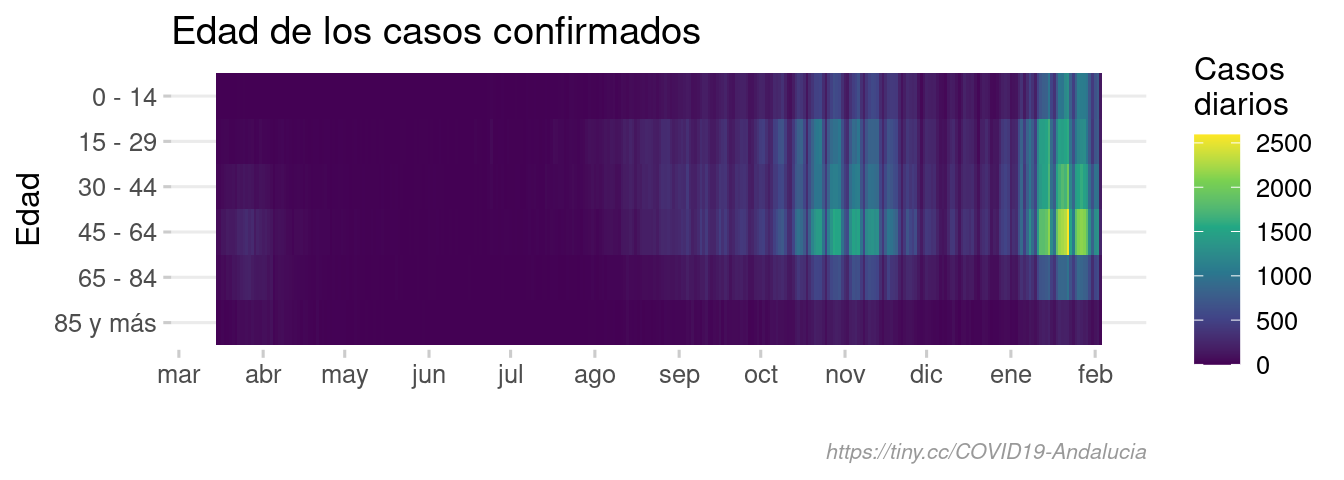 Edad de los casos confirmados
Edad
0 - 14
15 - 29
30 - 44
45 - 64
65 - 84
85 y más
mar abr may jun jul ago sep oct nov dic ene feb
Casos
diarios
2500
2000
1500
1000
500
0
https://tiny.cc/COVID19-Andalucia